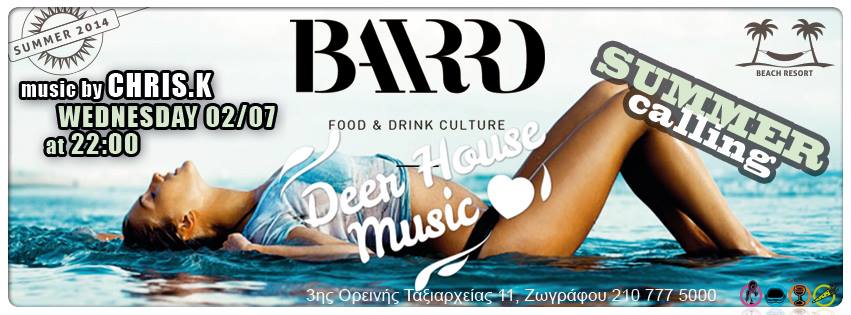 SUMMER 2014
music by CHRIS.K
WEDNESDAY 02/07
at 22:00
BARRO
FOOD & DRINK CULTURE
Deep House
Music
SUMMER
calling
BEACH RESORT
3ης Ορεινής Ταξιαρχείας 11, Ζωγράφου 210 777 5000